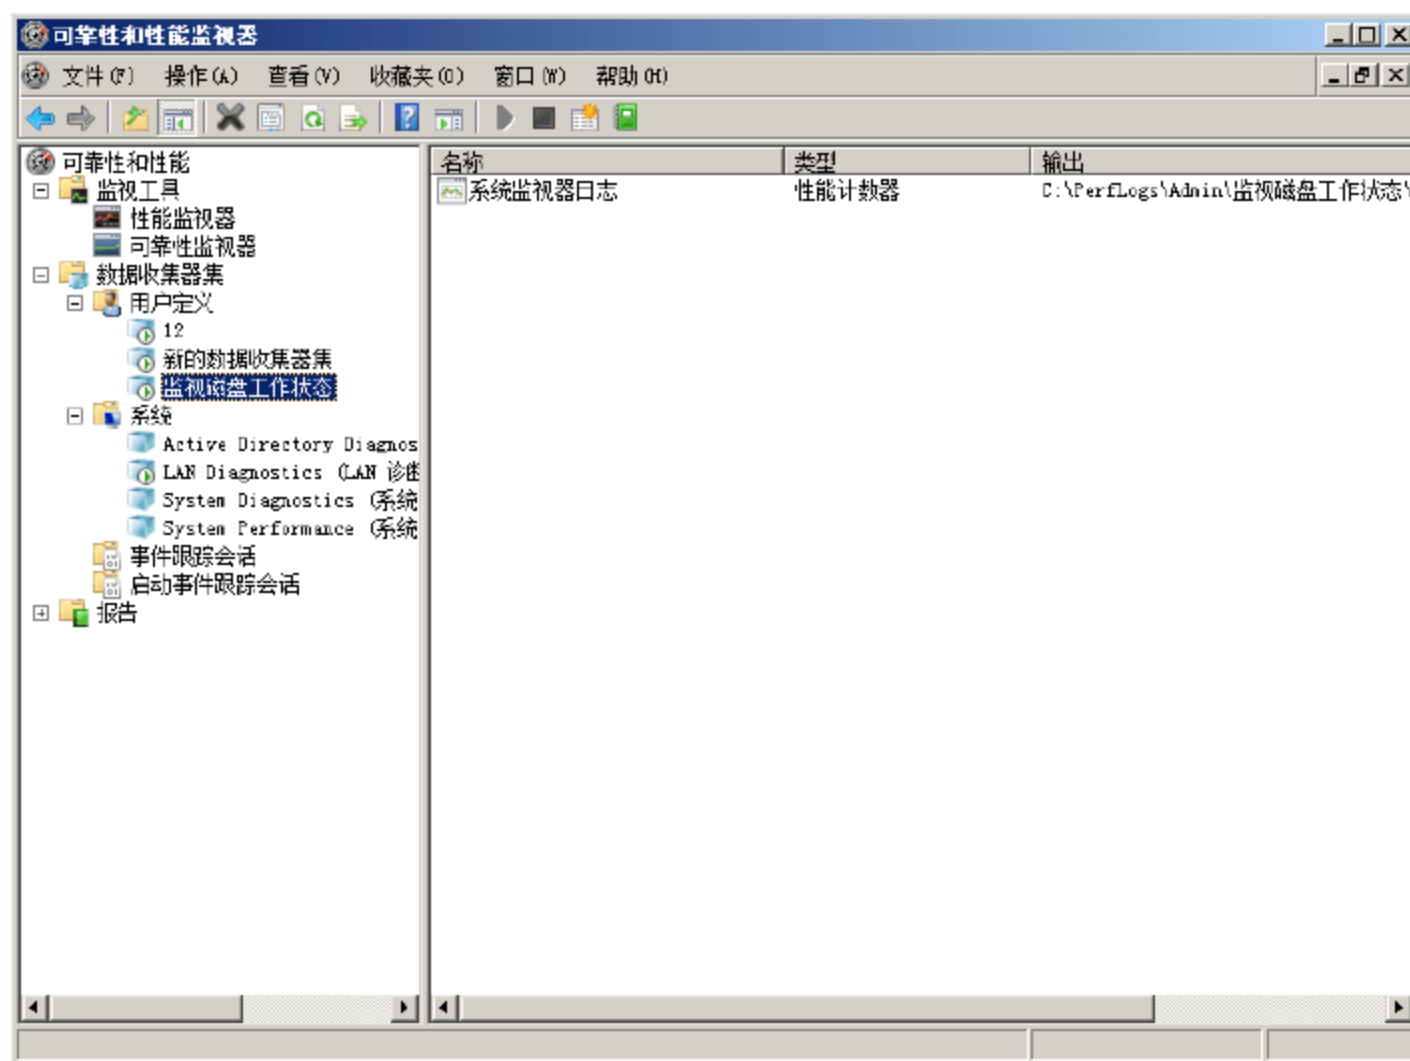 可靠性和性能监视器
文件(F) 操作(A) 查看(V) 收藏夹(O) 窗口(W) 帮助(H)
可靠性和性能
监视工具
性能监视器
可靠性监视器
数据收集器集
用户定义
12
新的数据收集器集
监视磁盘工作状态
系统
Active Directory Diagnos
LAN Diagnostics (LAN 诊断
System Diagnostics (系统
System Performance (系统
事件跟踪会话
启动事件跟踪会话
报告
名称 类型 输出
系统监视器日志 性能计数器 C:\PerfLogs\Admin\监视磁盘工作状态\